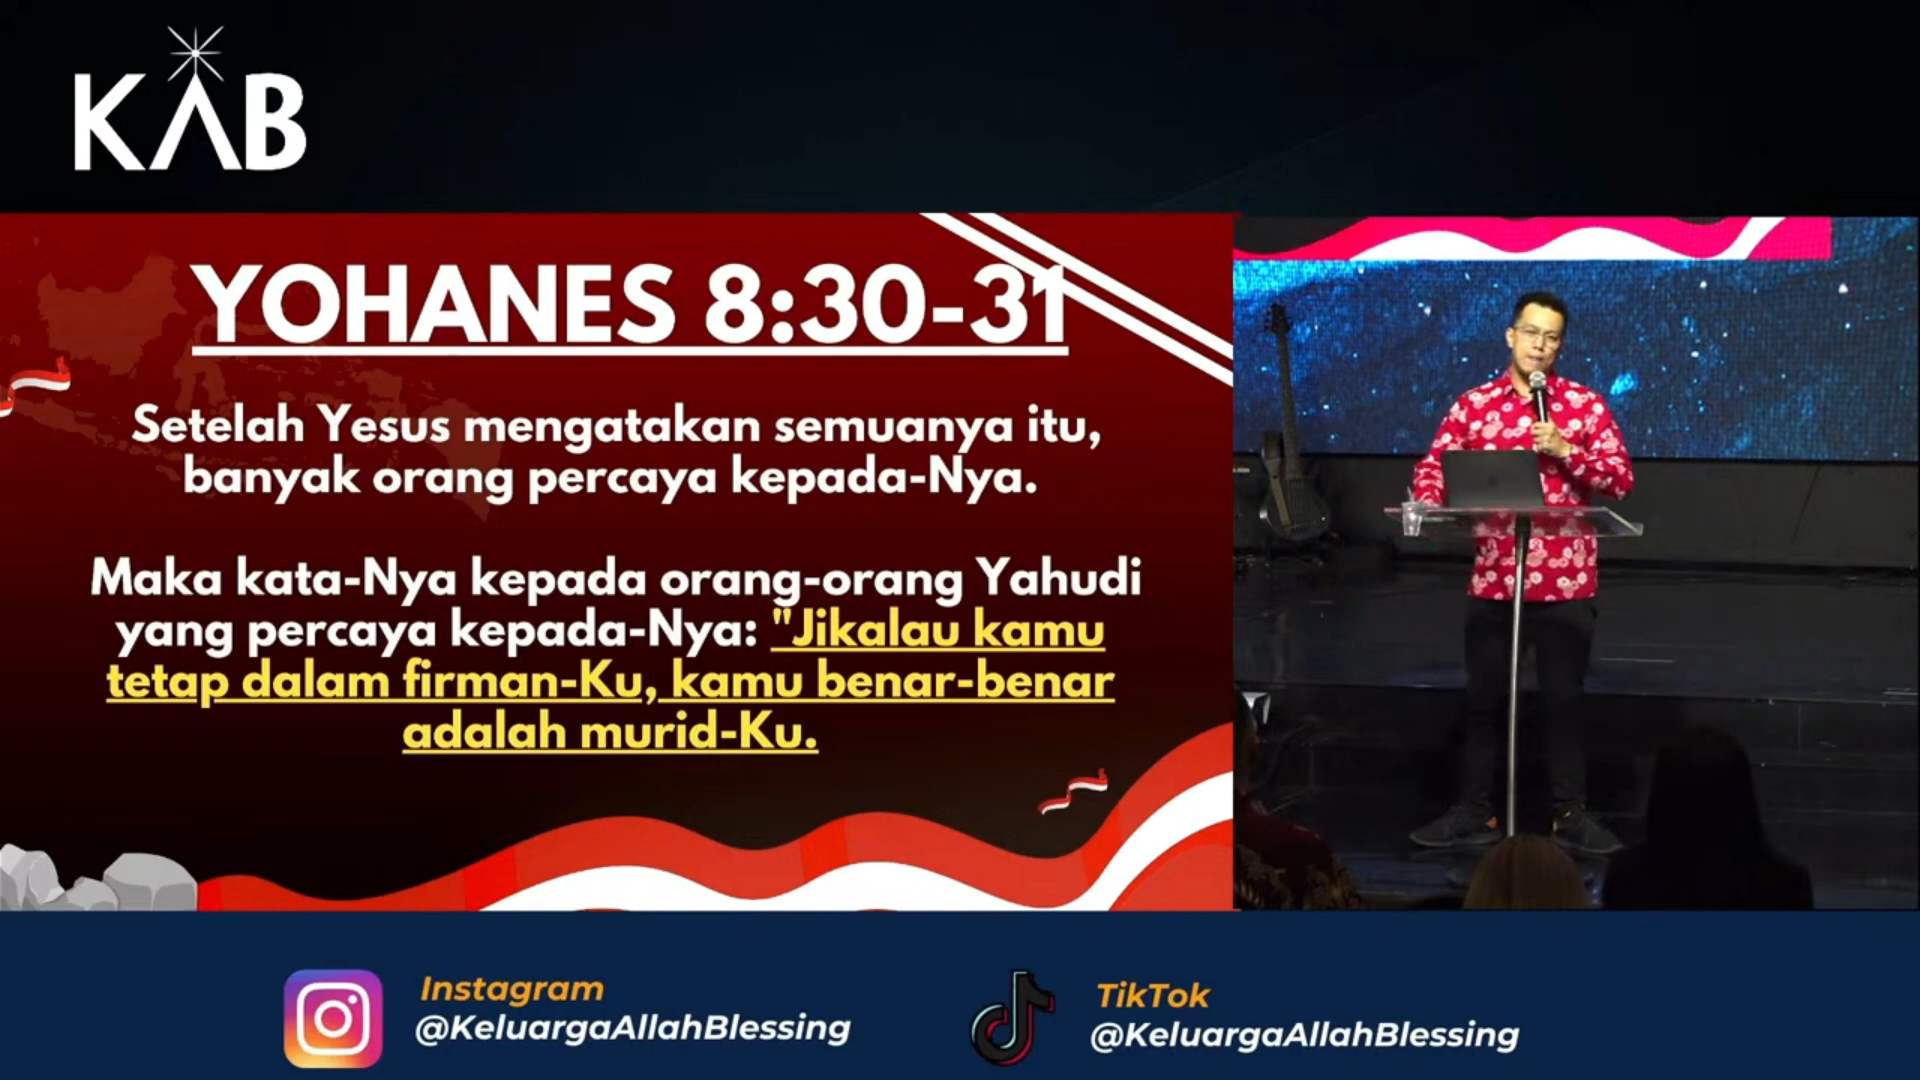 KAB
YOHANES 8:30-31
Setelah Yesus mengatakan semuanya itu,
banyak orang percaya kepada-Nya.
Maka kata-Nya kepada orang-orang Yahudi
yang percaya kepada-Nya: "Jikalau kamu
tetap dalam firman-Ku, kamu benar-benar
adalah murid-Ku.
Instagram
@KeluargaAllahBlessing
TikTok
@KeluargaAllahBlessing